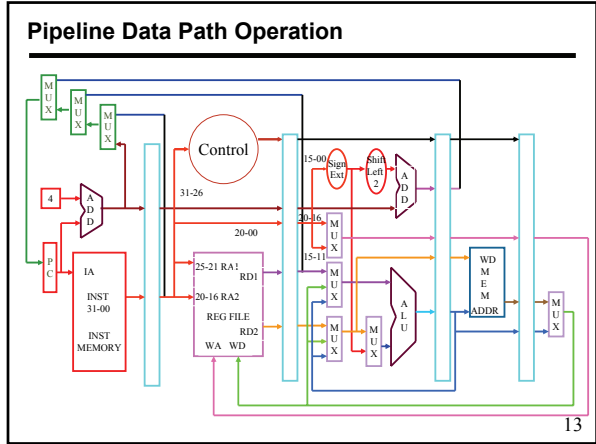 Pipeline Data Path Operation
M U X
M U X
M U X
Control
15-00
Sign Ext
Shift Left 2
A D D
31-26
4
A D D
20-00
20-16
M U X
15-11
P C
IA
INST
31-00
INST
MEMORY
25-21 RA1
RD1
20-16 RA2
REG FILE
RD2
WA WD
M U X
M U X
M U X
A L U
WD
M E M
ADDR
M U X
13